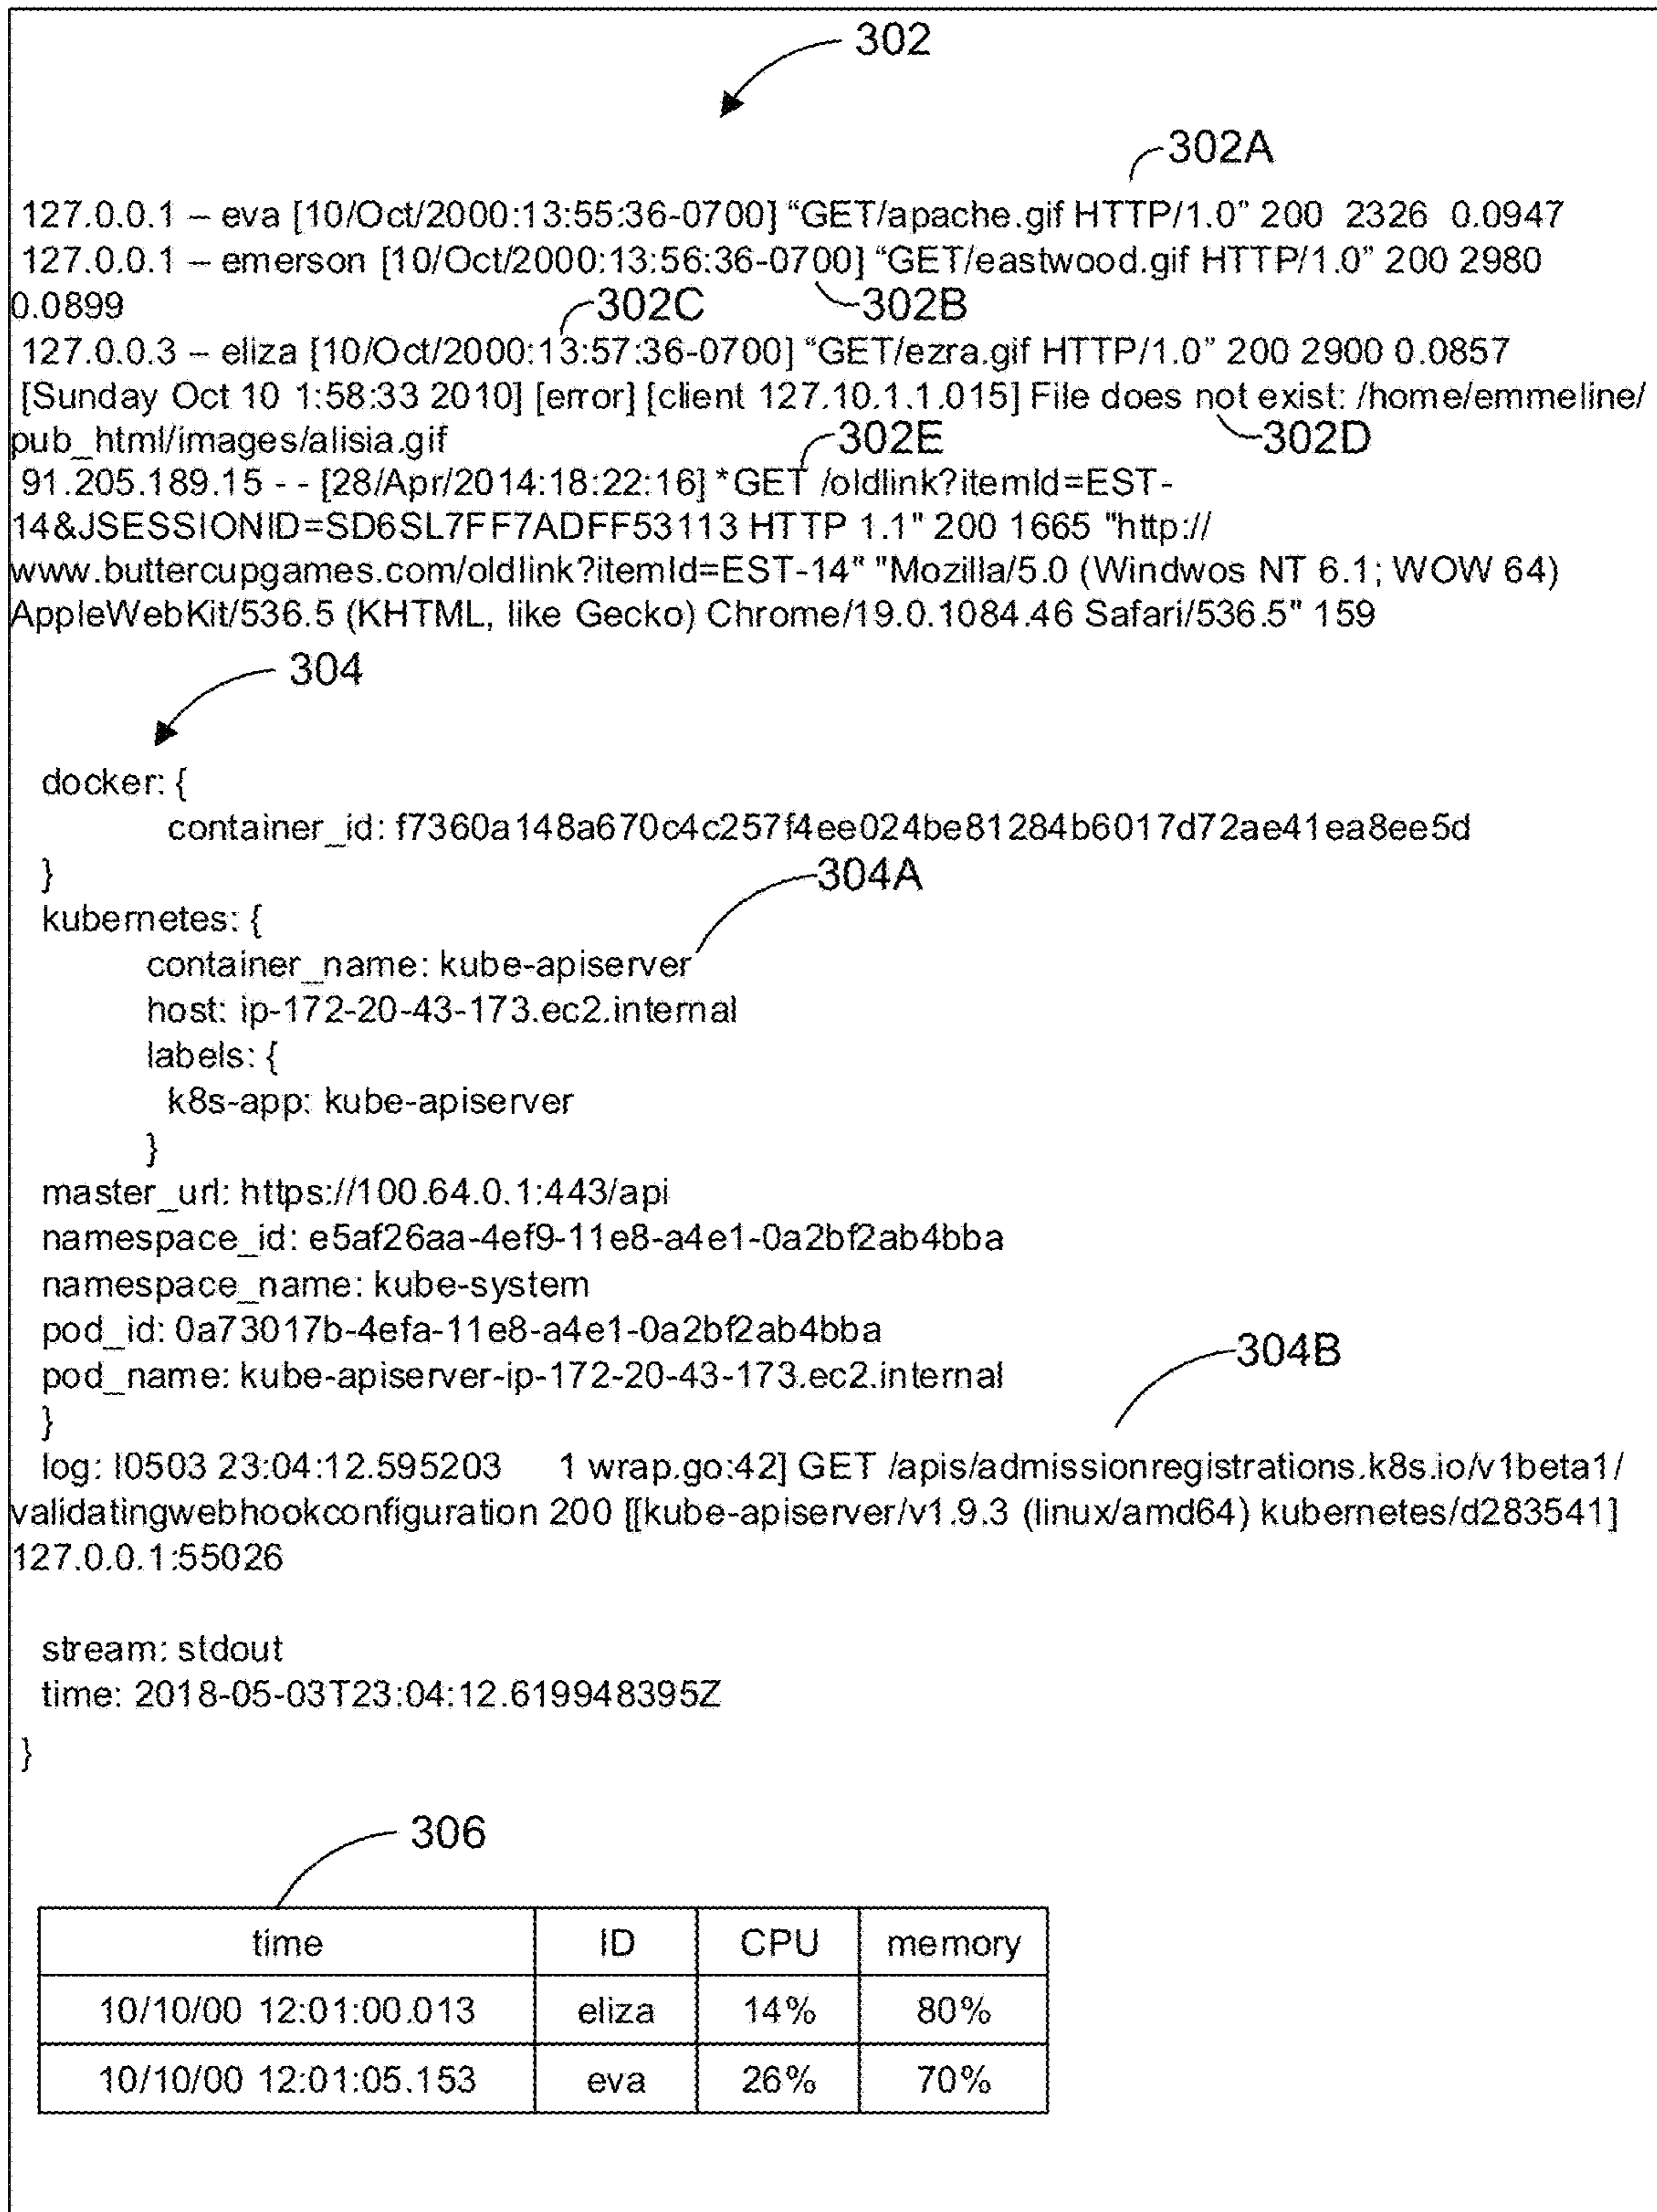 302
302A
127.0.0.1 – eva [10/Oct/2000:13:55:36-0700] “GET/apache.gif HTTP/1.0” 200 2326 0.0947
127.0.0.1 – emerson [10/Oct/2000:13:56:36-0700] “GET/eastwood.gif HTTP/1.0” 200 2980
0.0899
302C 302B
127.0.0.3 – eliza [10/Oct/2000:13:57:36-0700] “GET/ezra.gif HTTP/1.0” 200 2900 0.0857
[Sunday Oct 10 1:58:33 2010] [error] [client 127.10.1.1.015] File does not exist: /home/emmeline/
pub_html/images/alisia.gif
302E 302D
91.205.189.15 - - [28/Apr/2014:18:22:16] *GET /oldlink?itemId=EST-
14&JSESSIONID=SD6SL7FF7ADFF53113 HTTP 1.1" 200 1665 "http://
www.buttercupgames.com/oldlink?itemId=EST-14" "Mozilla/5.0 (Windwos NT 6.1; WOW 64)
AppleWebKit/536.5 (KHTML, like Gecko) Chrome/19.0.1084.46 Safari/536.5" 159
304
docker: {
container_id: f7360a148a670c4c257f4ee024be81284b6017d72ae41ea8ee5d
}
304A
kubernetes: {
container_name: kube-apiserver
host: ip-172-20-43-173.ec2.internal
labels: {
k8s-app: kube-apiserver
}
master_url: https://100.64.0.1:443/api
namespace_id: e5af26aa-4ef9-11e8-a4e1-0a2bf2ab4bba
namespace_name: kube-system
pod_id: 0a73017b-4efa-11e8-a4e1-0a2bf2ab4bba
304B
pod_name: kube-apiserver-ip-172-20-43-173.ec2.internal
}
log: I0503 23:04:12.595203 1 wrap.go:42] GET /apis/admissionregistrations.k8s.io/v1beta1/
validatingwebhookconfiguration 200 [[kube-apiserver/v1.9.3 (linux/amd64) kubernetes/d283541]
127.0.0.1:55026
stream: stdout
time: 2018-05-03T23:04:12.619948395Z
}
306
time ID CPU memory
10/10/00 12:01:00.013 eliza 14% 80%
10/10/00 12:01:05.153 eva 26% 70%